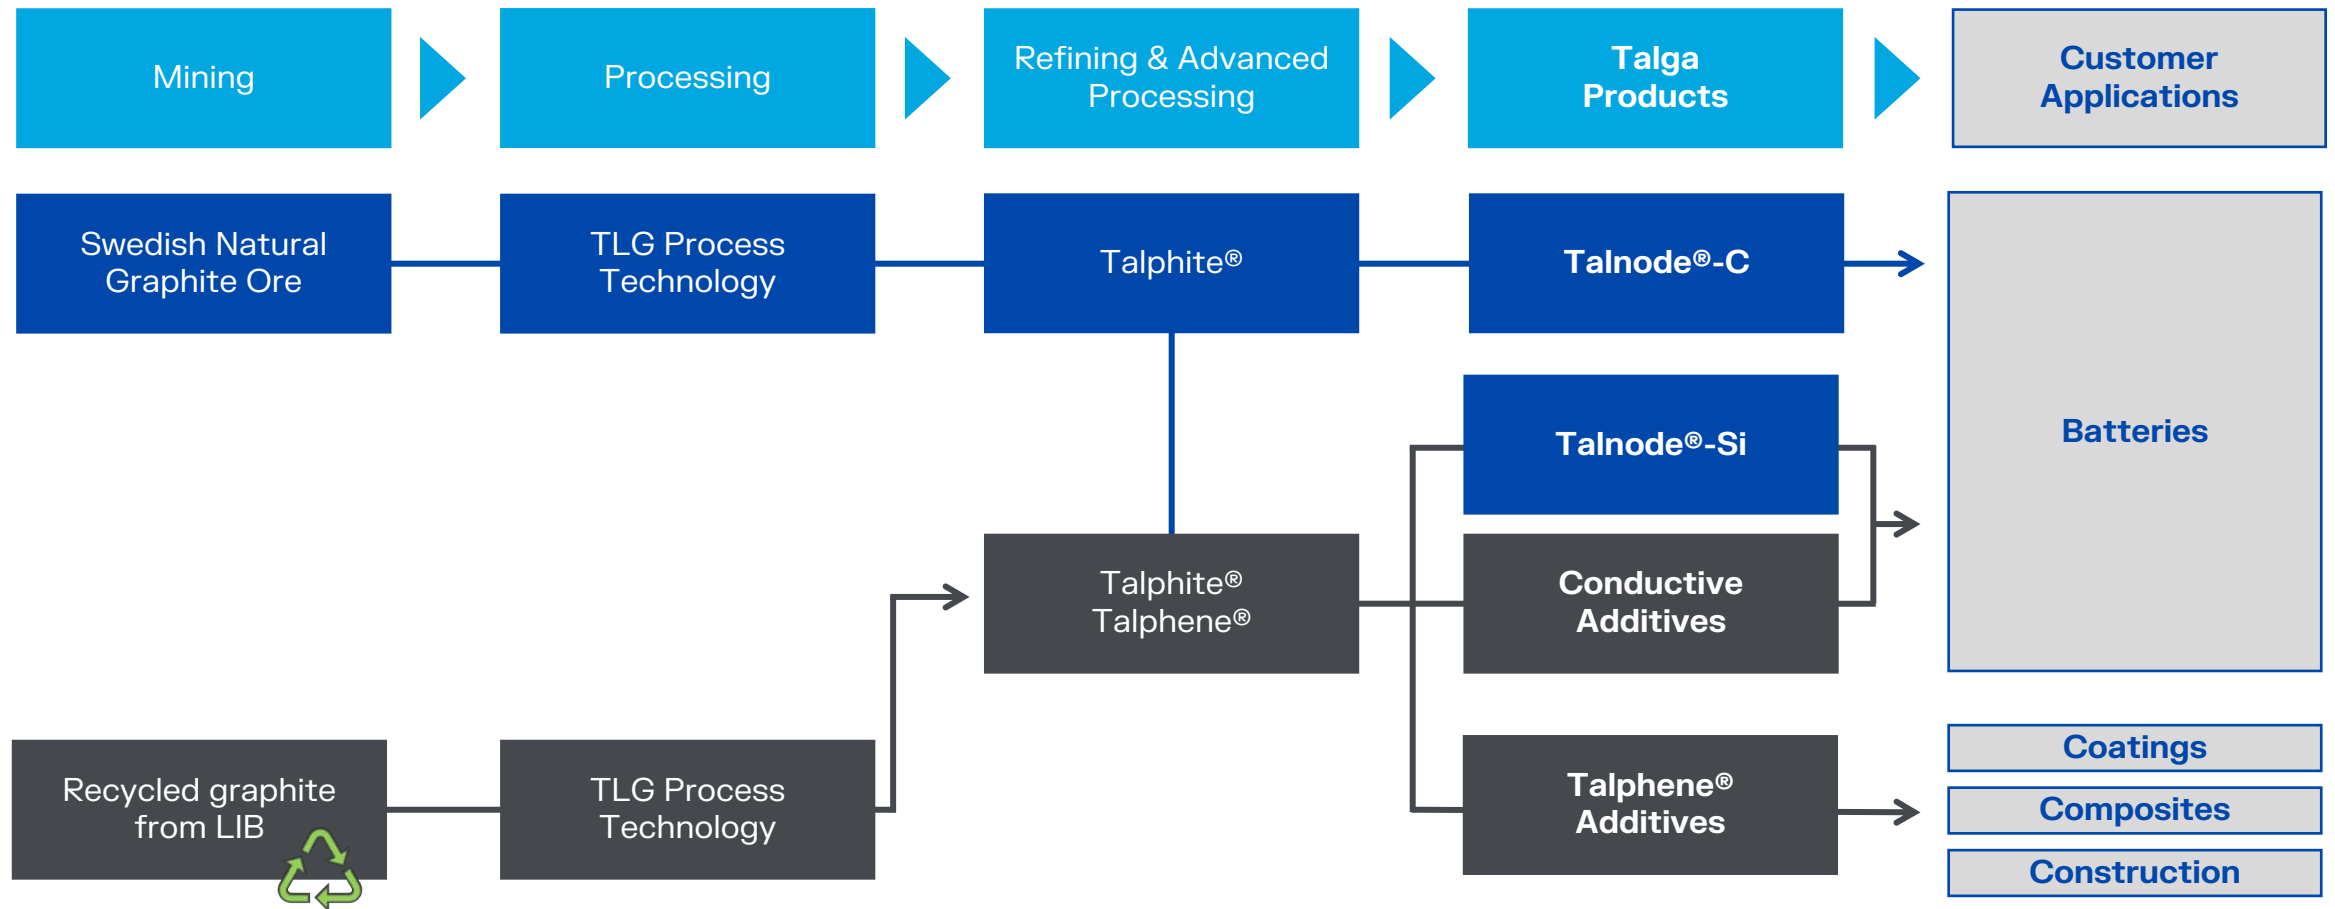 Mining
Processing
Refining & Advanced
Processing
Talga
Products
Customer
Applications
Swedish Natural
Graphite Ore
TLG Process
Technology
Talphite®
Talnode®-C
Batteries
Talnode®-Si
Talphite®
Talphene®
Conductive
Additives
Recycled graphite
from LIB
TLG Process
Technology
Talphene®
Additives
Coatings
Composites
Construction